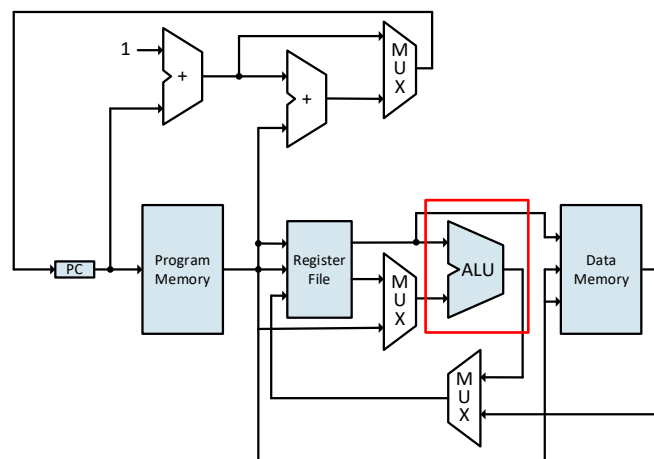 1
+
+
M
U
X
PC
Program
Memory
Register
File
M
U
X
ALU
Data
Memory
M
U
X